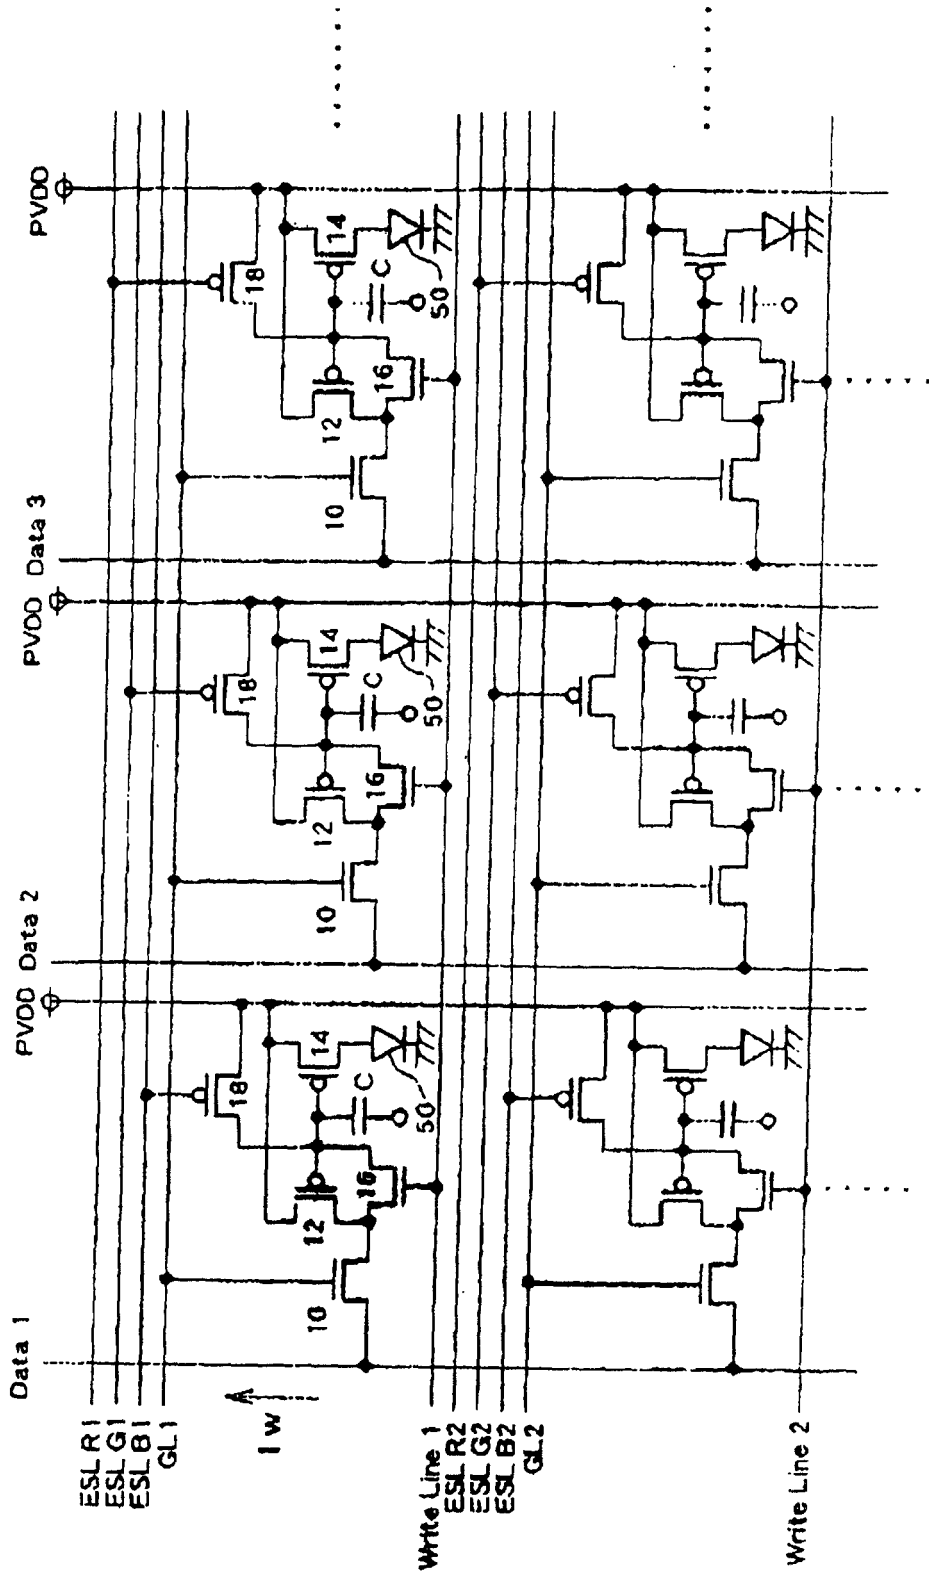 Data 1
PVDD
Data 2
PVDD
Data 3
PVDD
ESL R1
ESL G1
ESL B1
GL1
Iw
18
18
18
14
14
14
12
12
12
C
C
C
10
10
10
16
16
16
50
50
50
Write Line 1
ESL R2
ESL G2
ESL B2
GL2
Write Line 2